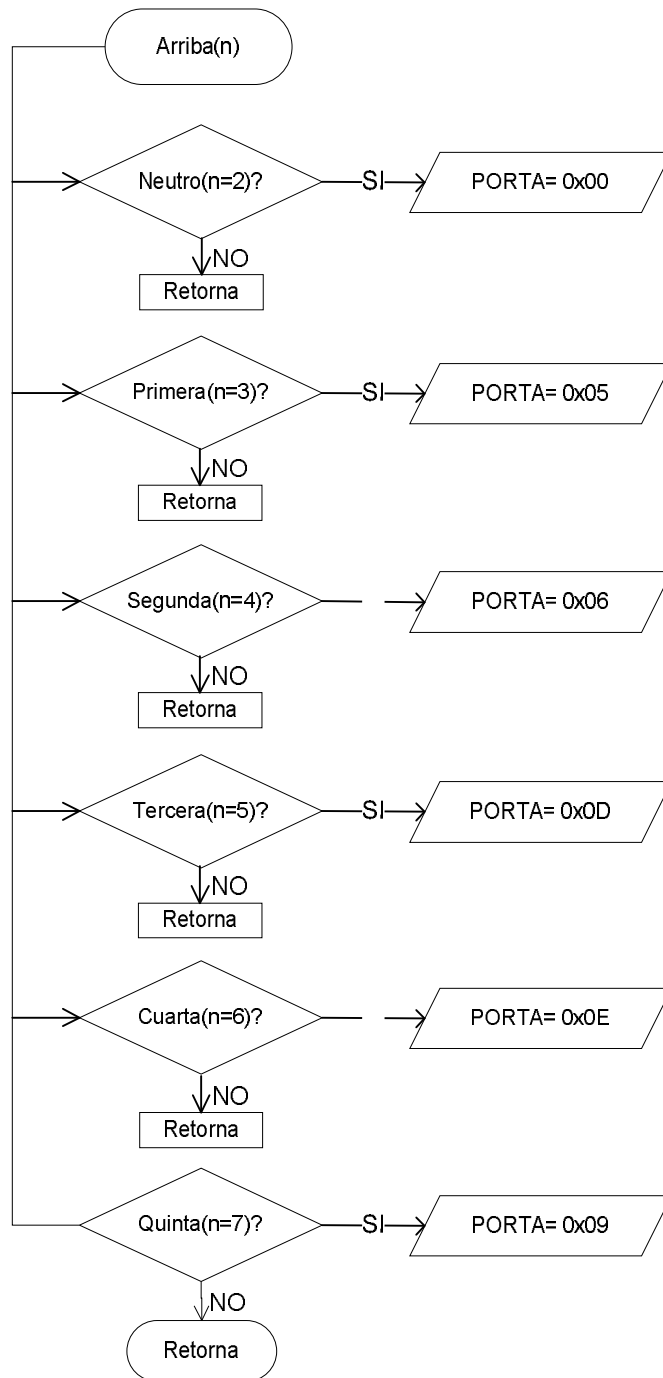 Arriba(n)
Neutro(n=2)?
SI
PORTA= 0x00
NO
Retorna
Primera(n=3)?
SI
PORTA= 0x05
NO
Retorna
Segunda(n=4)?
PORTA= 0x06
NO
Retorna
Tercera(n=5)?
SI
PORTA= 0x0D
NO
Retorna
Cuarta(n=6)?
PORTA= 0x0E
NO
Retorna
Quinta(n=7)?
SI
PORTA= 0x09
NO
Retorna